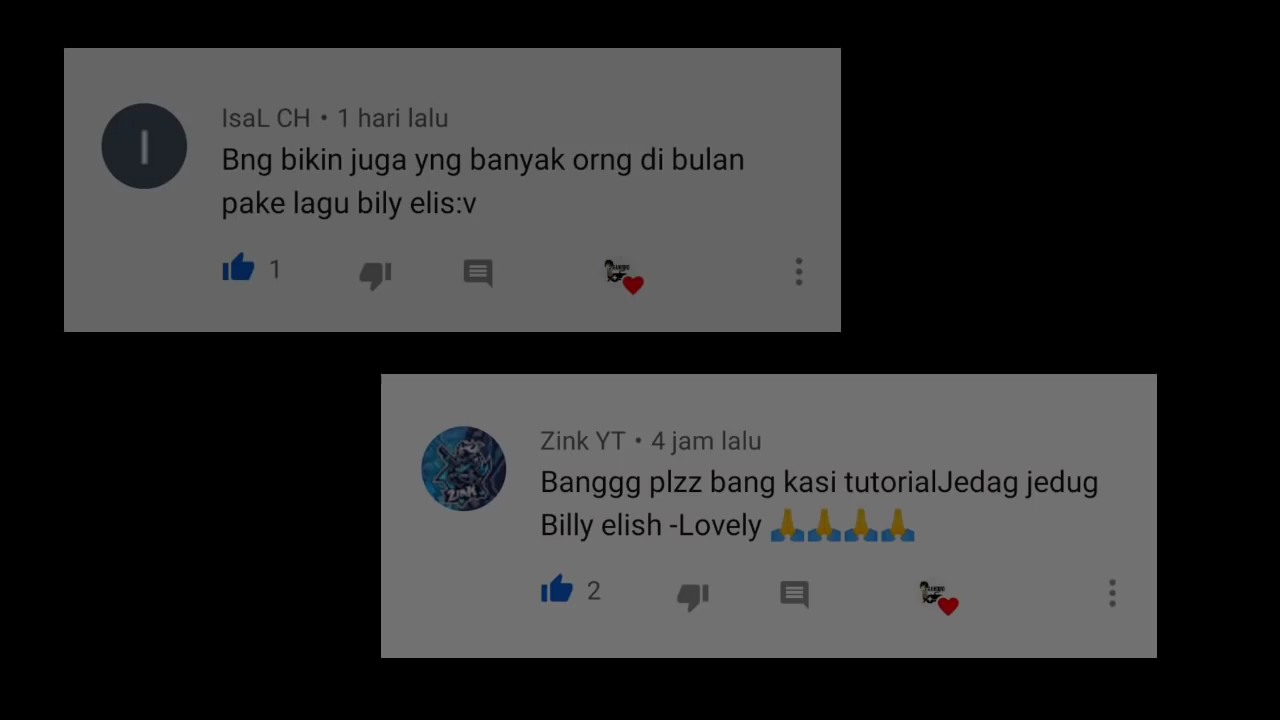 IsaL CH • 1 hari lalu
Bng bikin juga yng banyak orng di bulan
pake lagu bily elis:v
1
Zink YT • 4 jam lalu
Banggg plzz bang kasi tutorialJedag jedug
Billy elish -Lovely 🙏🙏🙏🙏
2